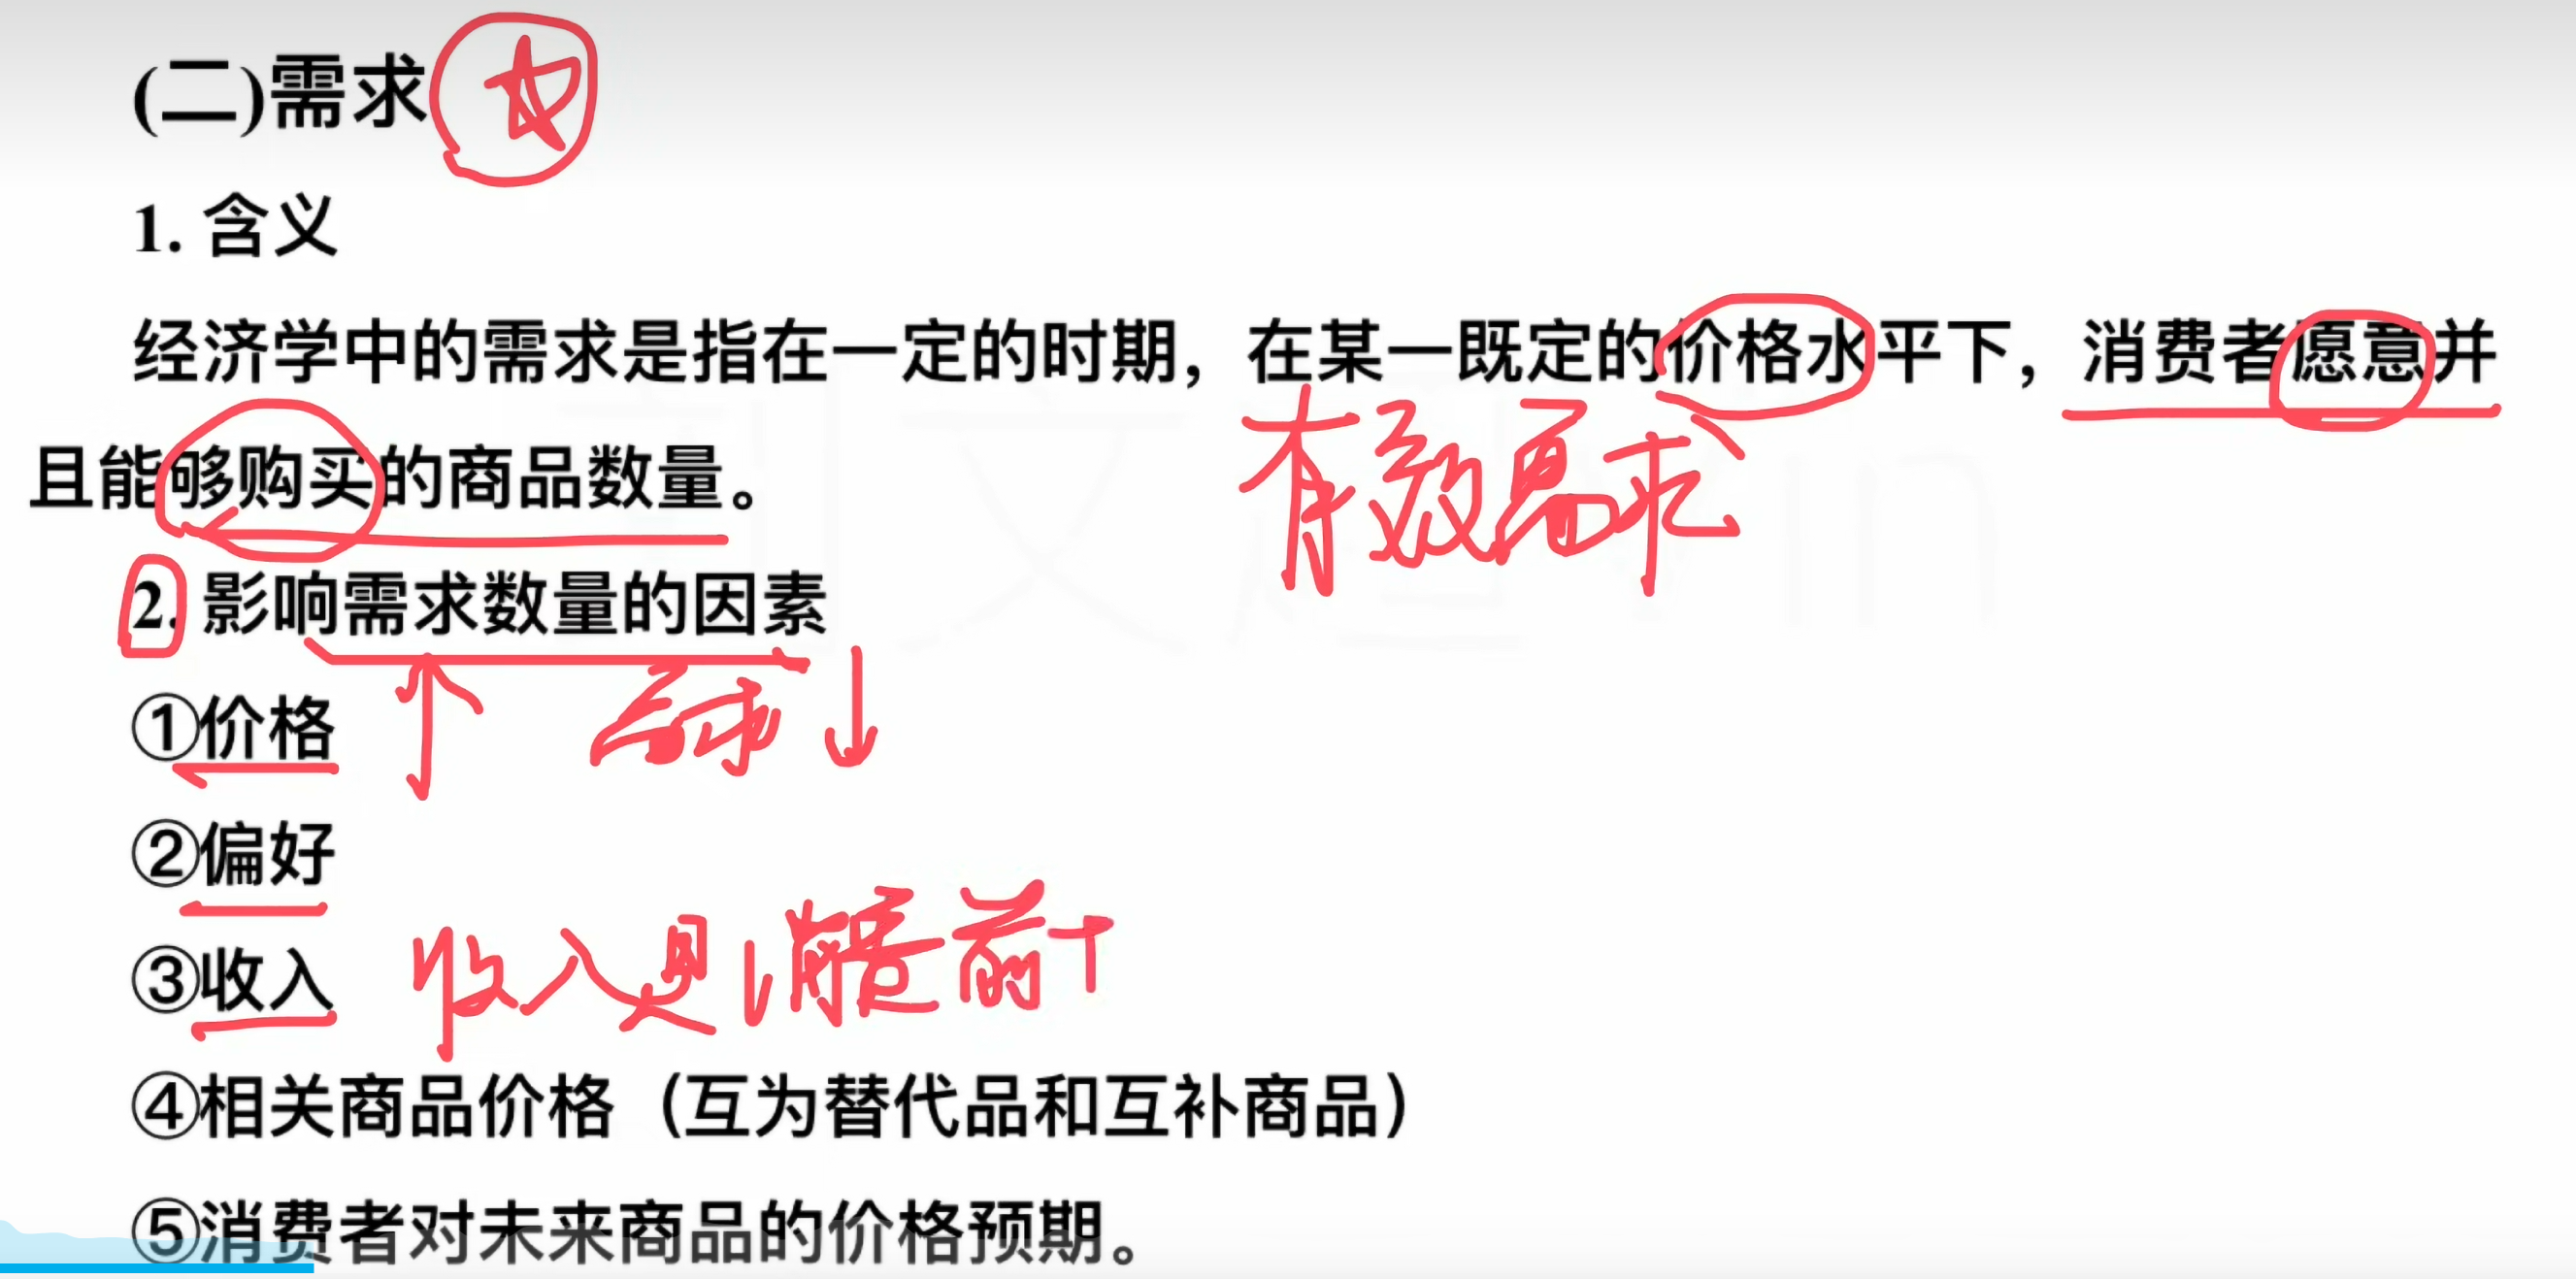 (二)需求
1. 含义
经济学中的需求是指在一定的时期，在某一既定的价格水平下，消费者愿意并
且能够购买的商品数量。
有效需求
2. 影响需求数量的因素
①价格 ↑ 需求 ↓
②偏好
③收入 收入是消费前
④相关商品价格（互为替代品和互补商品）
⑤消费者对未来商品的价格预期。